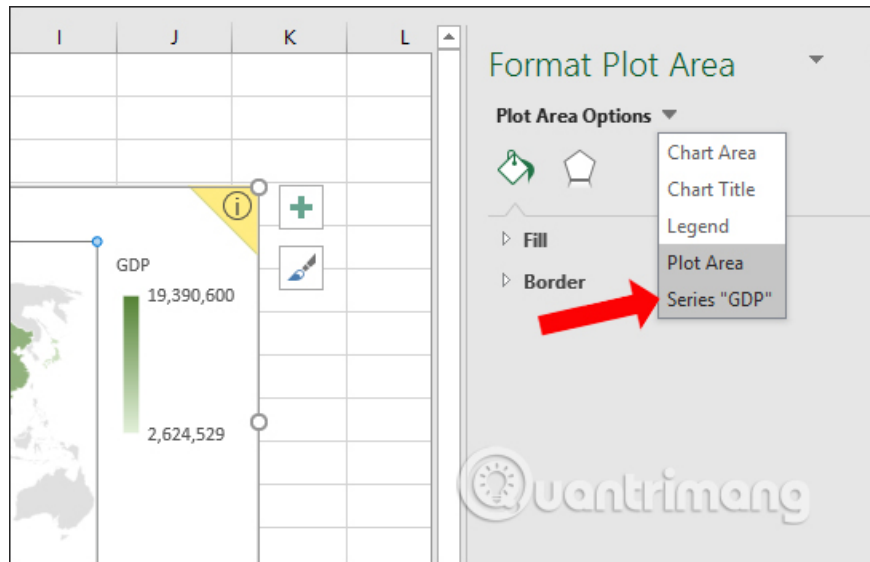 I J K L
Format Plot Area
Plot Area Options
Chart Area
Chart Title
Legend
Plot Area
Series "GDP"
Fill
Border
GDP
19,390,600
2,624,529
Quantrimang